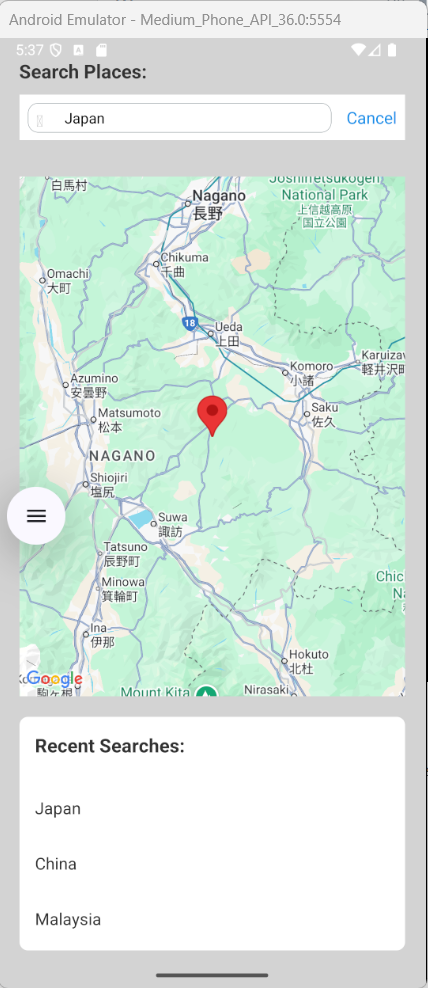 Android Emulator - Medium_Phone_API_36.0:5554
5:37
Search Places:
Japan
Cancel
白馬村
Nagano
長野
Joshin'etsukogen
National Park
上信越高原
国立公園
Chikuma
千曲
Omachi
大町
18
Ueda
上田
Karuizaw
軽井沢町
Komoro
小諸
Azumino
安曇野
Saku
佐久
Matsumoto
松本
NAGANO
Shiojiri
塩尻
Suwa
諏訪
Tatsuno
辰野町
Chic
Na
Minowa
箕輪町
Ina
伊那
Hokuto
北杜
Google
駒ヶ根
Mount Kita
Nirasaki
Recent Searches:
Japan
China
Malaysia